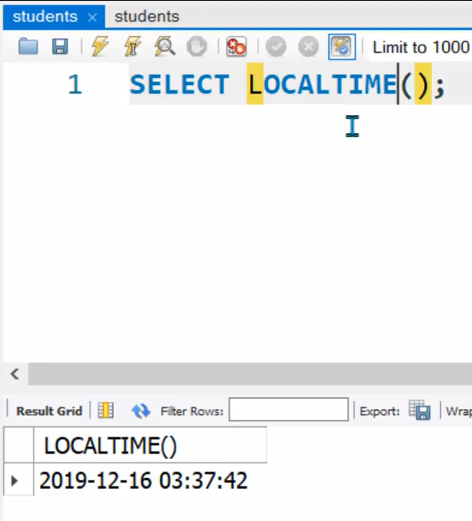 students × students
Limit to 1000
1 SELECT LOCALTIME();
Result Grid Filter Rows: Export: Wrap
LOCALTIME()
2019-12-16 03:37:42